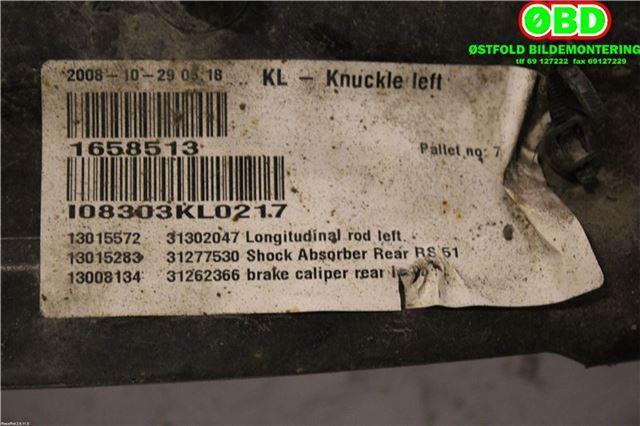 ØBD
ØSTFOLD BILDEMONTERING
tlf 69 127222 fax 69127229
2008-10-29 05:18 KL - Knuckle left
1658513
Pallet no: 7
I08303KL0217
13015572 31302047 Longitudinal rod left
13015283 31277530 Shock Absorber Rear RS 51
13008134 31262366 brake caliper rear